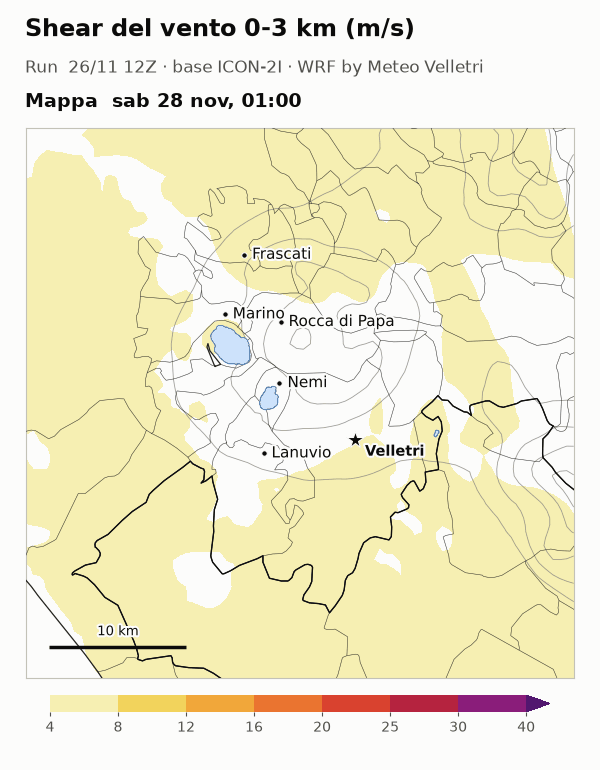 Shear del vento 0-3 km (m/s)
Run  26/11 12Z · base ICON-2I · WRF by Meteo Velletri
Mappa  sab 28 nov, 01:00
Frascati
Marino
Rocca di Papa
Nemi
Velletri
Lanuvio
10 km
4 8 12 16 20 25 30 40